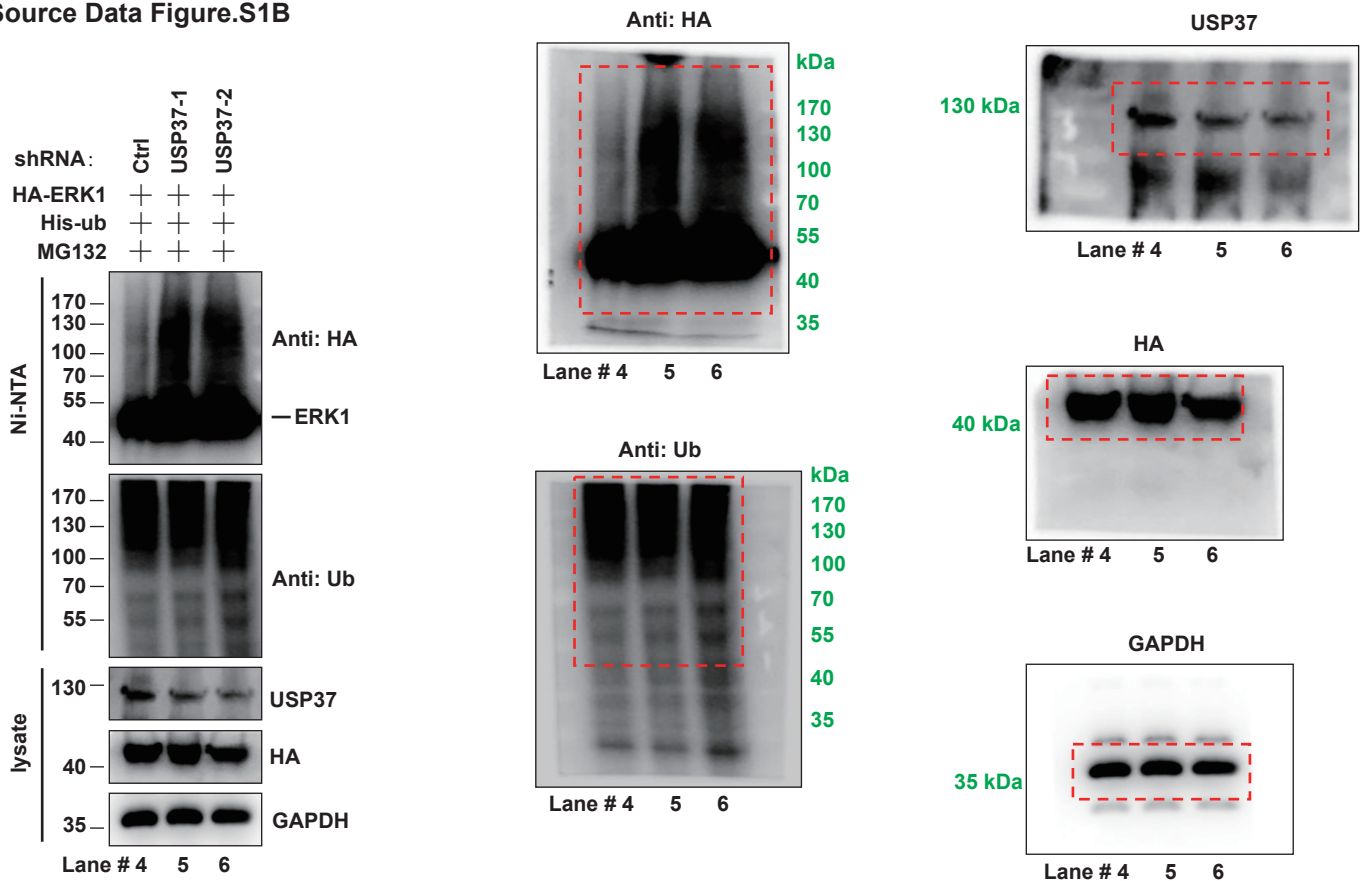 Source Data Figure.S1B
shRNA:
Ctrl
USP37-1
USP37-2
HA-ERK1 + + +
His-ub + + +
MG132 + + +
Ni-NTA
170
130
100
70
55
40
Anti: HA
ERK1
170
130
100
70
55
Anti: Ub
lysate
130
USP37
40
HA
35
GAPDH
Lane # 4 5 6
Anti: HA
kDa
170
130
100
70
55
40
35
Lane # 4 5 6
Anti: Ub
kDa
170
130
100
70
55
40
35
Lane # 4 5 6
USP37
130 kDa
Lane # 4 5 6
HA
40 kDa
Lane # 4 5 6
GAPDH
35 kDa
Lane # 4 5 6